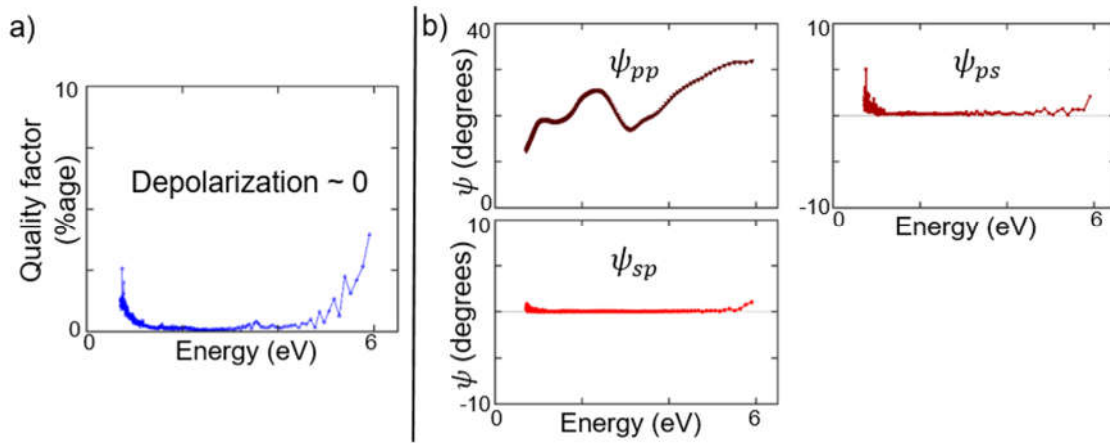 a)
10
Quality factor
(%age)
Depolarization ~ 0
0
0
6
Energy (eV)
b)
40
ψpp
ψ (degrees)
0
10
ψps
-10
0
6
Energy (eV)
10
ψsp
ψ (degrees)
-10
0
6
Energy (eV)